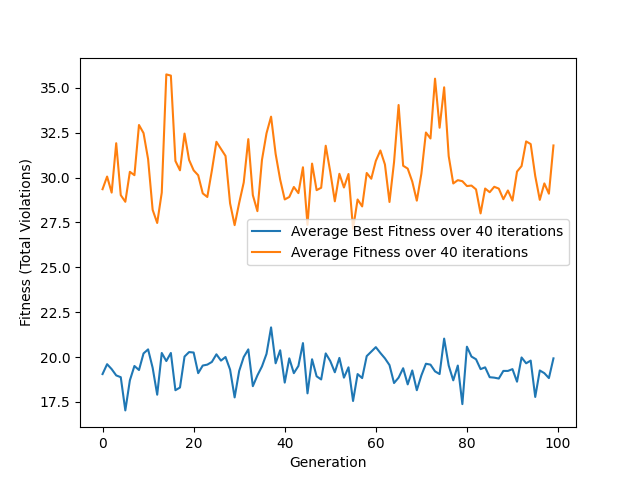 35.0
32.5
30.0
27.5
25.0
22.5
20.0
17.5
Fitness (Total Violations)
Average Best Fitness over 40 iterations
Average Fitness over 40 iterations
0 20 40 60 80 100
Generation